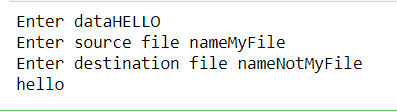 Enter dataHELLO
Enter source file nameMyFile
Enter destination file nameNotMyFile
hello